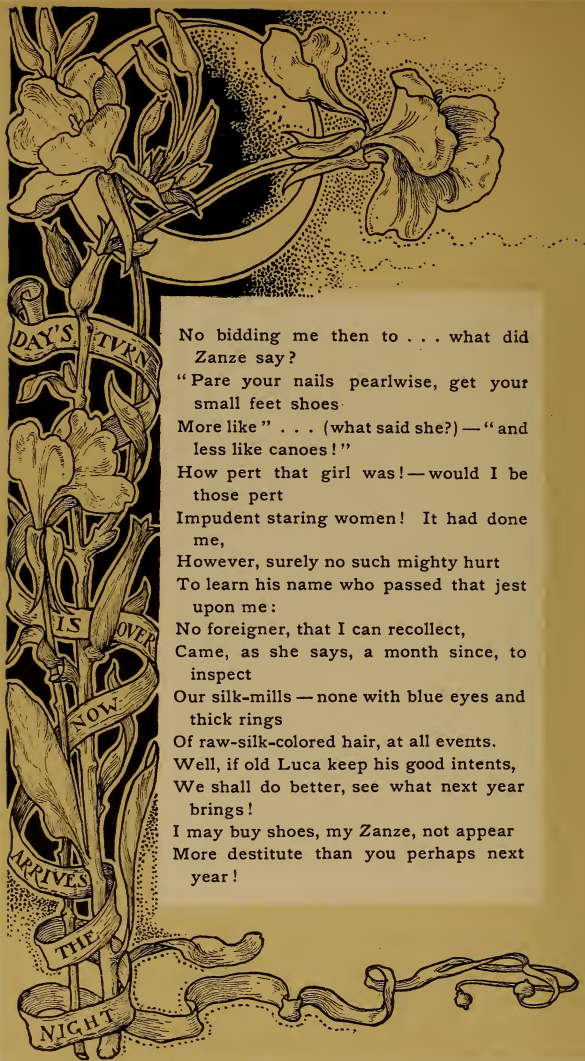 DAY'S TVRN
IS OVER
NOW
ARRIVES
THE
NIGHT
No bidding me then to . . . what did
Zanze say?
"Pare your nails pearlwise, get your
small feet shoes
More like" . . . (what said she?) — "and
less like canoes!"
How pert that girl was! — would I be
those pert
Impudent staring women! It had done
me,
However, surely no such mighty hurt
To learn his name who passed that jest
upon me:
No foreigner, that I can recollect,
Came, as she says, a month since, to
inspect
Our silk-mills — none with blue eyes and
thick rings
Of raw-silk-colored hair, at all events.
Well, if old Luca keep his good intents,
We shall do better, see what next year
brings!
I may buy shoes, my Zanze, not appear
More destitute than you perhaps next
year!